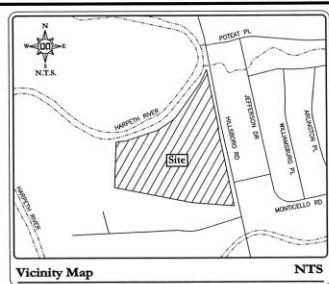 N
W E
S
N.T.S.
POTEAT PL
HARPETH RIVER
HILLSBORO RD
JEFFERSON DR
WILLIAMSBURG PL
ARLINGTON PL
Site
MONTICELLO RD
HARPETH RIVER
Vicinity Map NTS